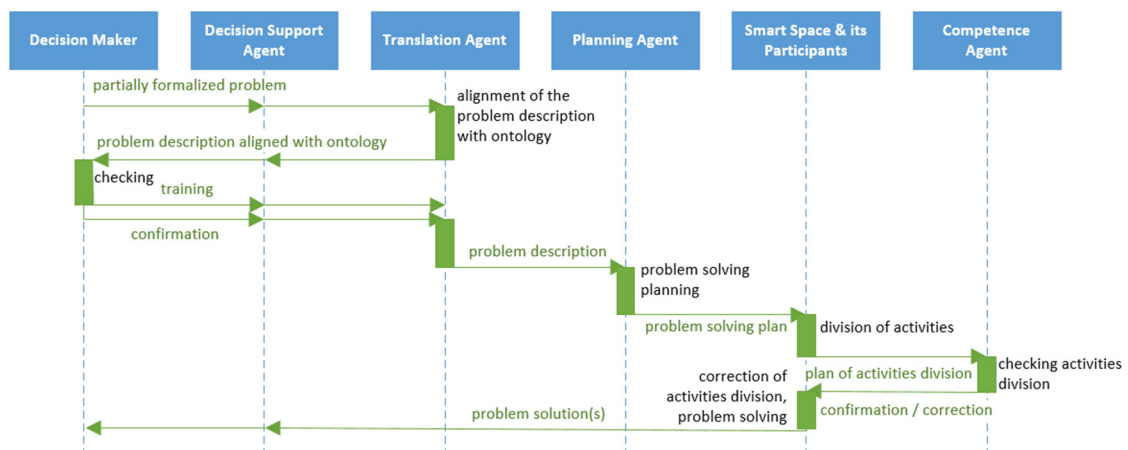 Decision Maker
Decision Support
Agent
Translation Agent
Planning Agent
Smart Space & its
Participants
Competence
Agent
partially formalized problem
alignment of the
problem description
with ontology
problem description aligned with ontology
checking
training
confirmation
problem description
problem solving
planning
problem solving plan
division of activities
plan of activities division
checking activities
division
correction of
activities division,
problem solving
confirmation / correction
problem solution(s)